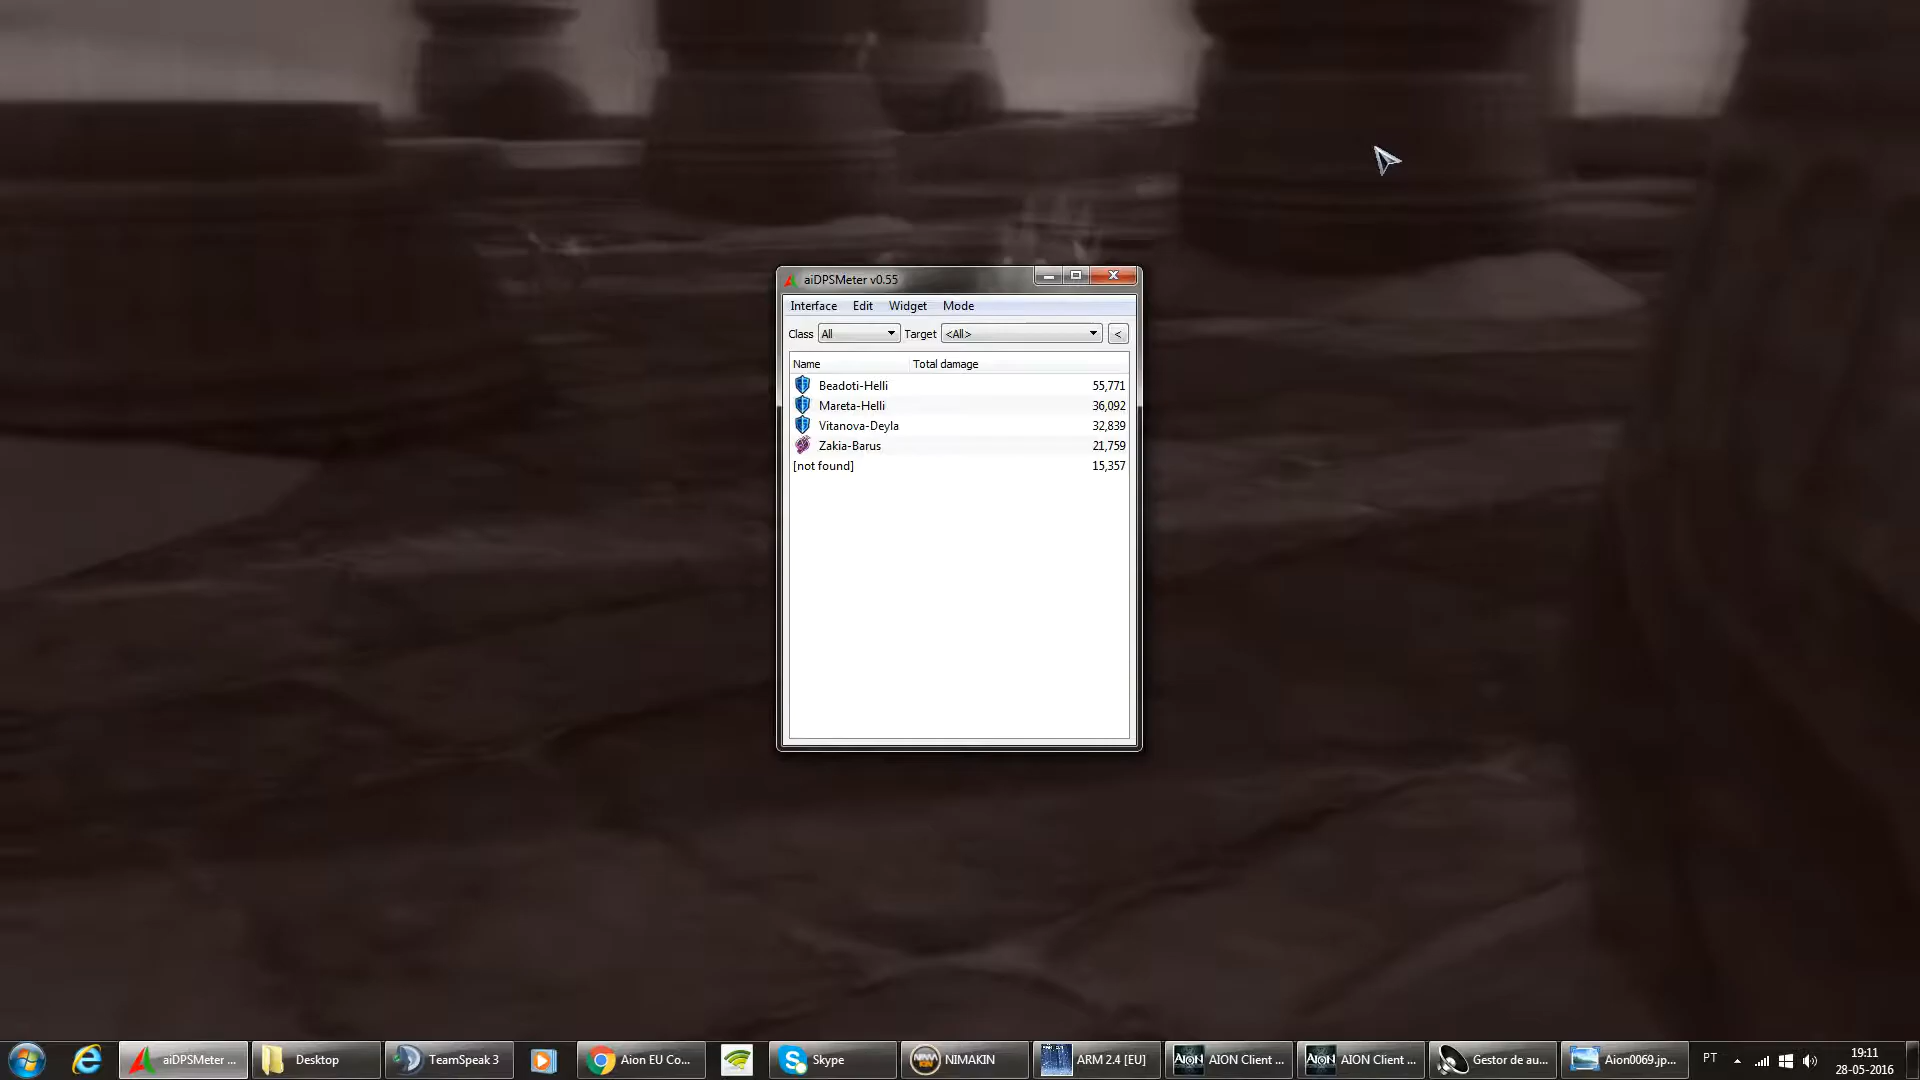 aiDPSMeter v0.55
Interface Edit Widget Mode
Class All Target <All> <
Name Total damage
Beadoti-Helli 55,771
Mareta-Helli 36,092
Vitanova-Deyla 32,839
Zakia-Barus 21,759
[not found] 15,357
aiDPSMeter ... Desktop TeamSpeak 3 Aion EU Co... Skype NIMAKIN ARM 2.4 [EU] AION Client ... AION Client ... Gestor de au... Aion0069.jp... PT 19:11
28-05-2016